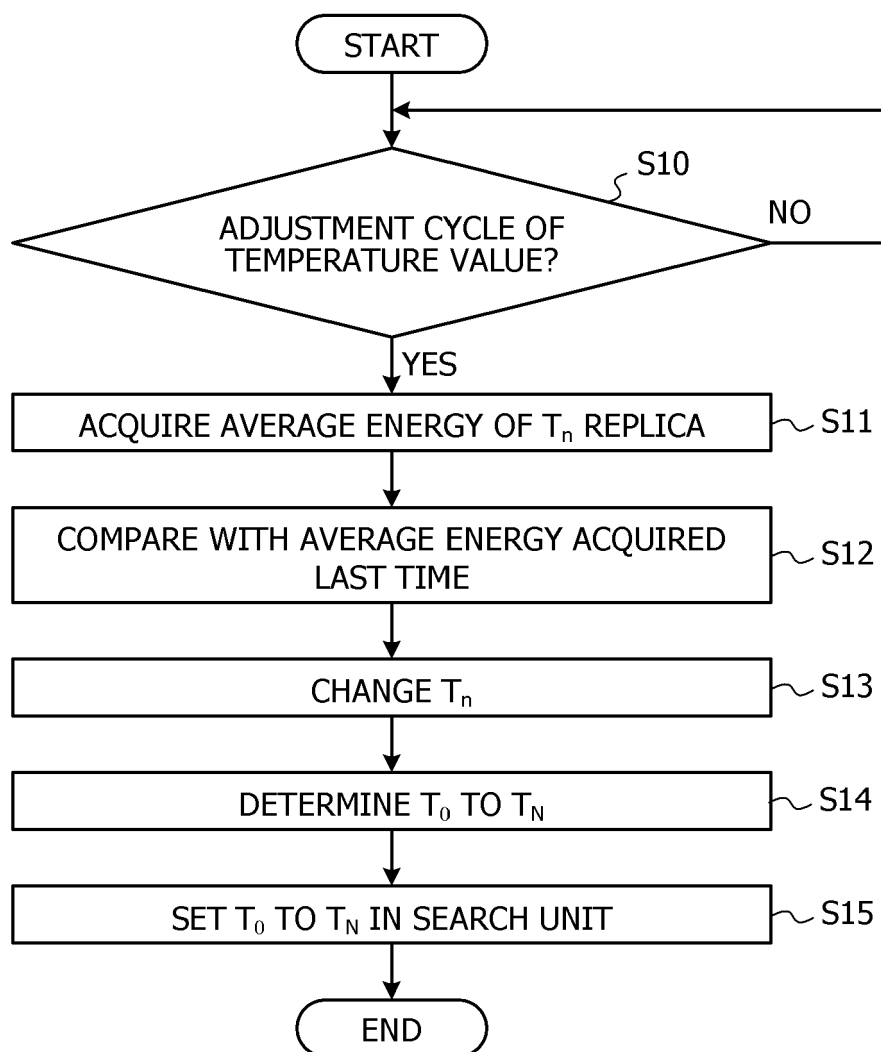 START
S10
NO
ADJUSTMENT CYCLE OF
TEMPERATURE VALUE?
YES
ACQUIRE AVERAGE ENERGY OF Tn REPLICA
S11
COMPARE WITH AVERAGE ENERGY ACQUIRED
LAST TIME
S12
CHANGE Tn
S13
DETERMINE T0 TO TN
S14
SET T0 TO TN IN SEARCH UNIT
S15
END